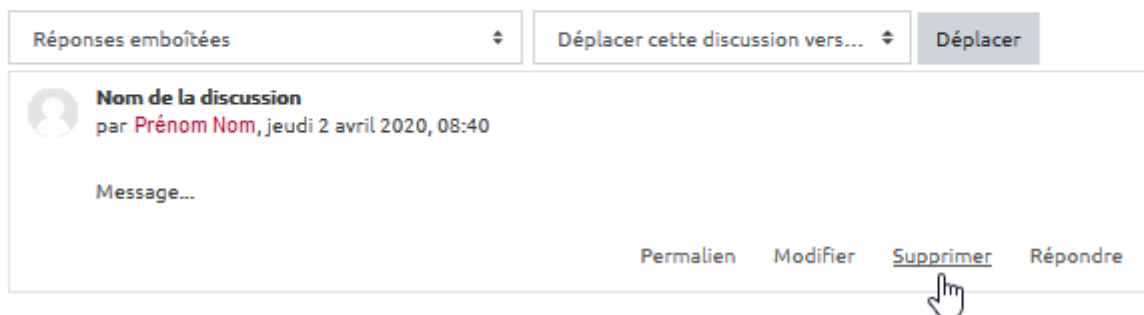 Réponses emboîtées Déplacer cette discussion vers... Déplacer
Nom de la discussion
par Prénom Nom, jeudi 2 avril 2020, 08:40
Message...
Permalien Modifier Supprimer Répondre